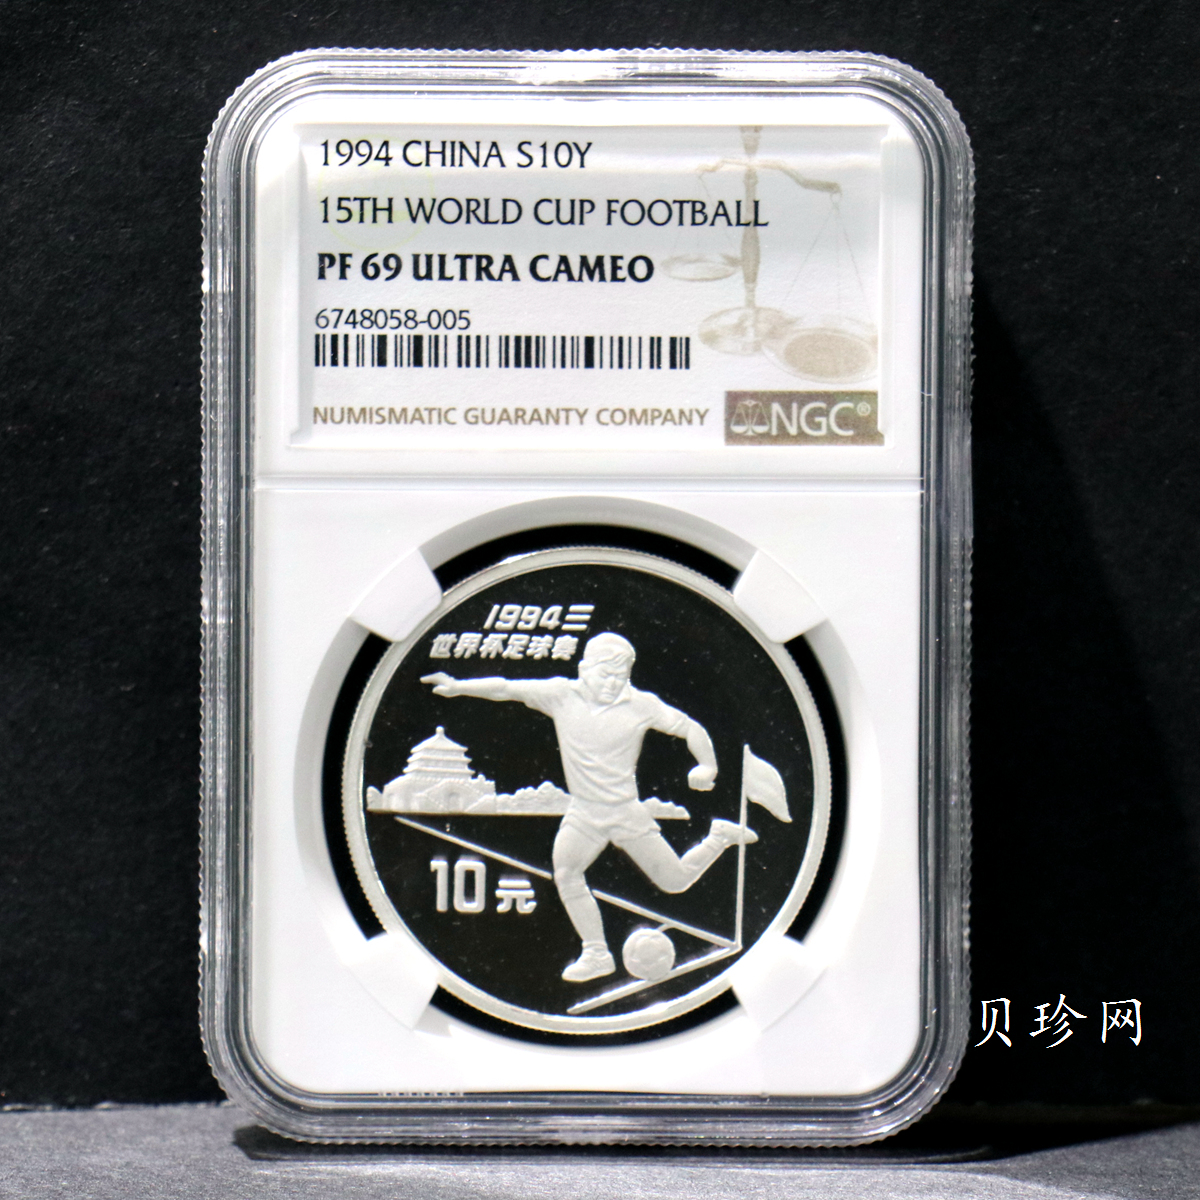 1994 CHINA S10Y
15TH WORLD CUP FOOTBALL
PF 69 ULTRA CAMEO
6748058-005
NUMISMATIC GUARANTY COMPANY
NGC®
1994
世界杯足球赛
10元
贝珍网